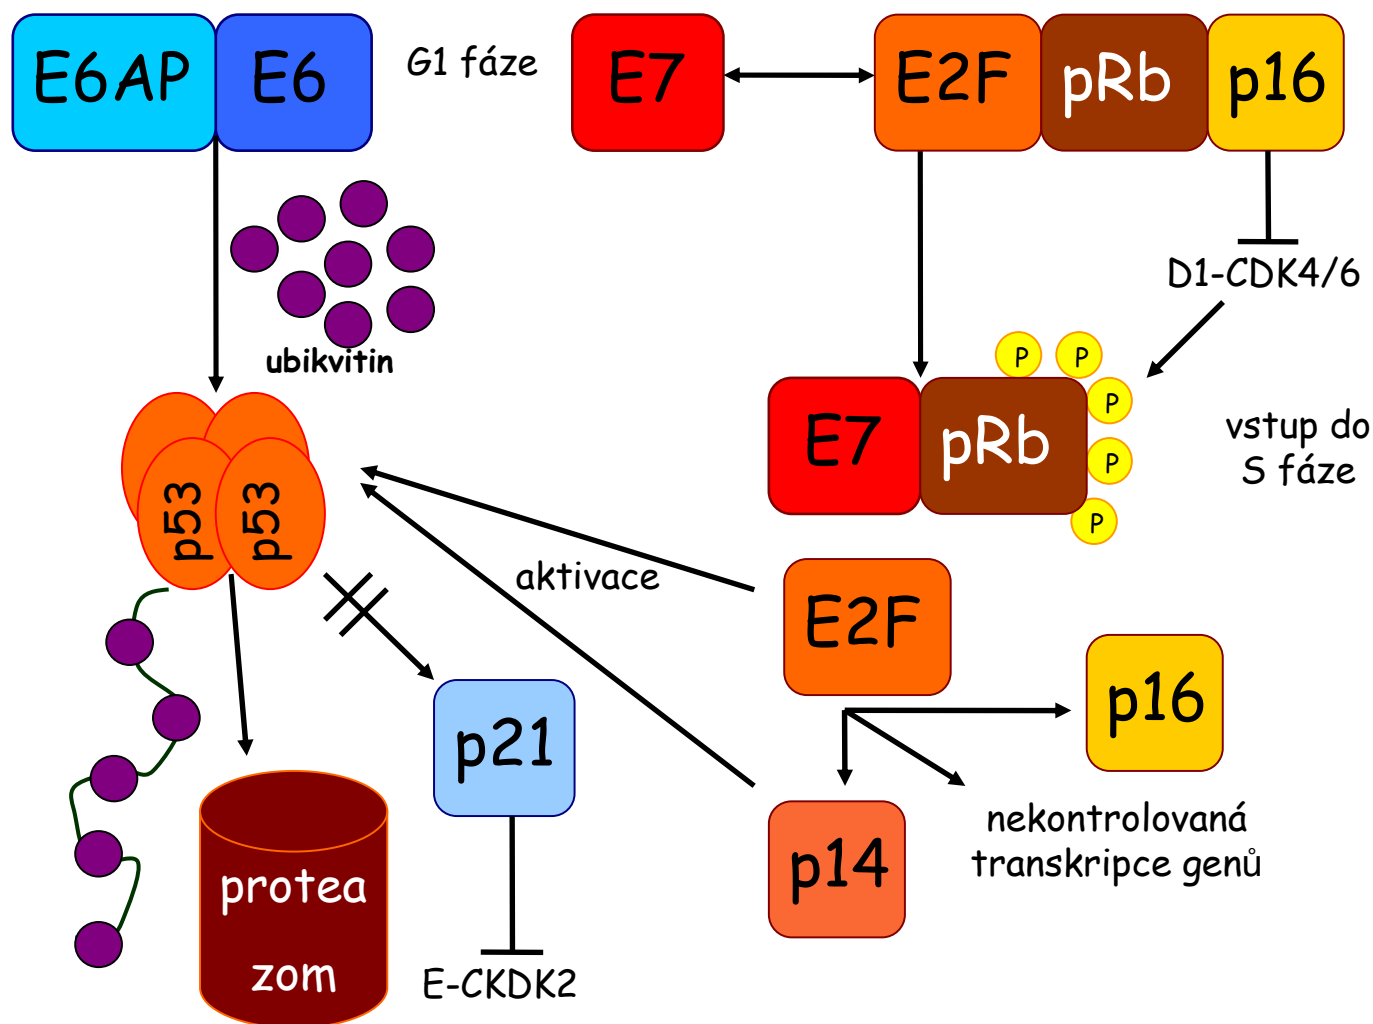 E6AP
E6
G1 fáze
E7
E2F
pRb
p16
D1-CDK4/6
ubikvitin
P
P
P
P
P
E7
pRb
vstup do
S fáze
p53
p53
aktivace
E2F
p16
p21
nekontrolovaná
transkripce genů
p14
protea
zom
E-CKDK2